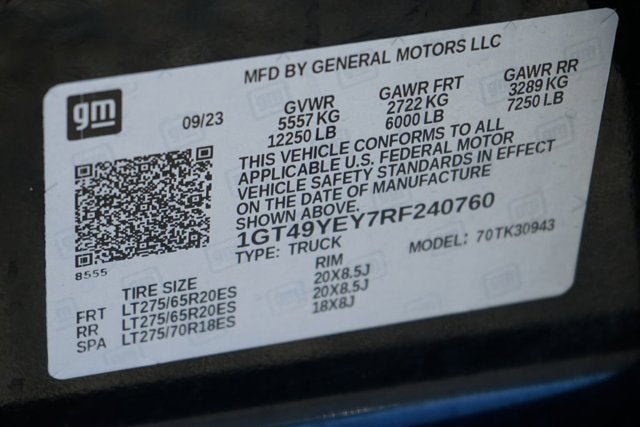 MFD BY GENERAL MOTORS LLC
gm
09/23
GVWR GAWR FRT GAWR RR
5557 KG 2722 KG 3289 KG
12250 LB 6000 LB 7250 LB
THIS VEHICLE CONFORMS TO ALL
APPLICABLE U.S. FEDERAL MOTOR
VEHICLE SAFETY STANDARDS IN EFFECT
ON THE DATE OF MANUFACTURE
SHOWN ABOVE.
1GT49YEY7RF240760
TYPE: TRUCK MODEL: 70TK30943
8555
TIRE SIZE RIM
FRT LT275/65R20ES 20X8.5J
RR LT275/65R20ES 20X8.5J
SPA LT275/70R18ES 18X8J